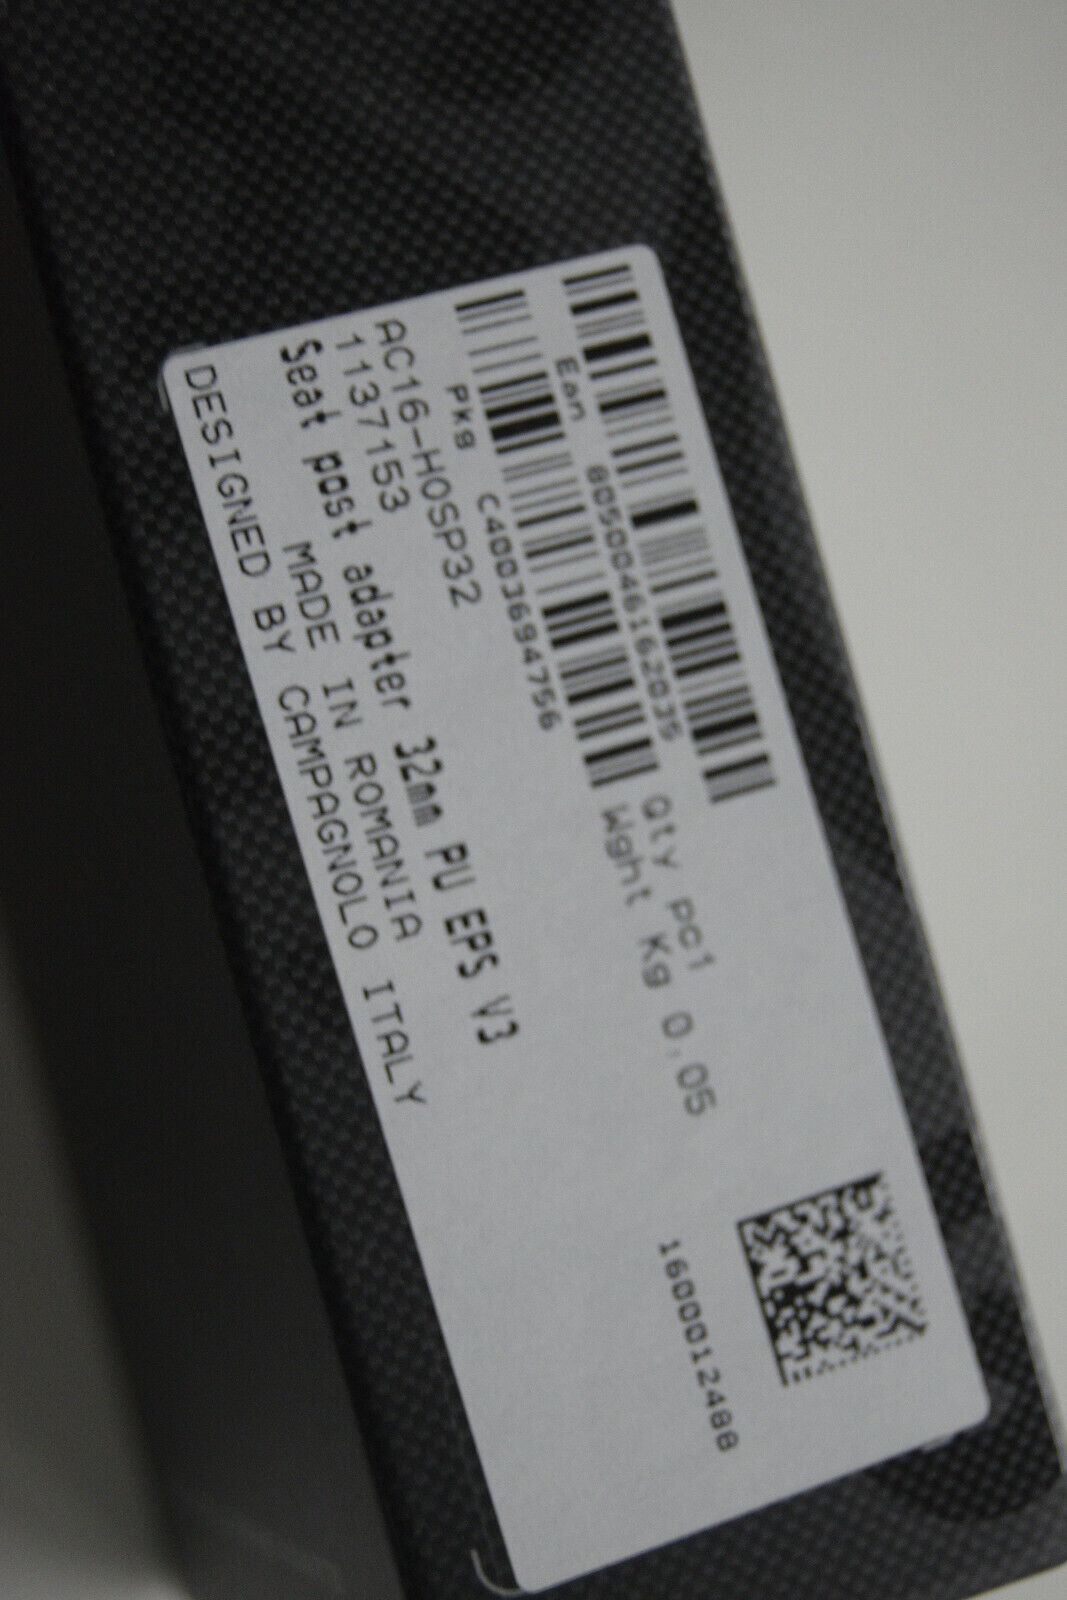 Ean 8050046162035 Qty pc1
Pkg C4003694756 Wght Kg 0,05
AC16-HOSP32
1137153
Seat post adapter 32mm PU EPS V3
MADE IN ROMANIA
DESIGNED BY CAMPAGNOLO ITALY
1600012488